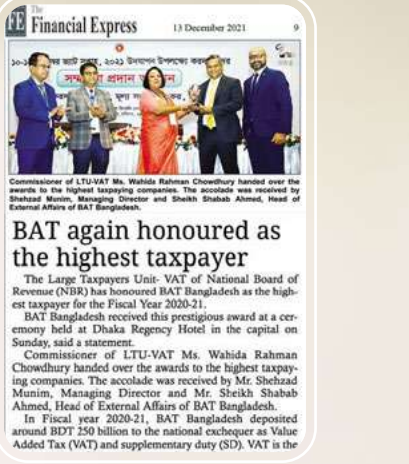 FE
The
Financial Express
13 December 2021
9
২০২১ উদযাপন উপলক্ষ্যে
Commissioner of LTU-VAT Ms. Wahida Rahman Chowdhury handed over the
awards to the highest taxpaying companies. The accolade was received by
Shehzad Munim, Managing Director and Sheikh Shabab Ahmed, Head of
External Affairs of BAT Bangladesh.
BAT again honoured as
the highest taxpayer
The Large Taxpayers Unit- VAT of National Board of
Revenue (NBR) has honoured BAT Bangladesh as the high-
est taxpayer for the Fiscal Year 2020-21.
BAT Bangladesh received this prestigious award at a cer-
emony held at Dhaka Regency Hotel in the capital on
Sunday, said a statement.
Commissioner of LTU-VAT Ms. Wahida Rahman
Chowdhury handed over the awards to the highest taxpay-
ing companies. The accolade was received by Mr. Shehzad
Munim, Managing Director and Mr. Sheikh Shabab
Ahmed, Head of External Affairs of BAT Bangladesh.
In Fiscal year 2020-21, BAT Bangladesh deposited
around BDT 250 billion to the national exchequer as Value
Added Tax (VAT) and supplementary duty (SD). VAT is the